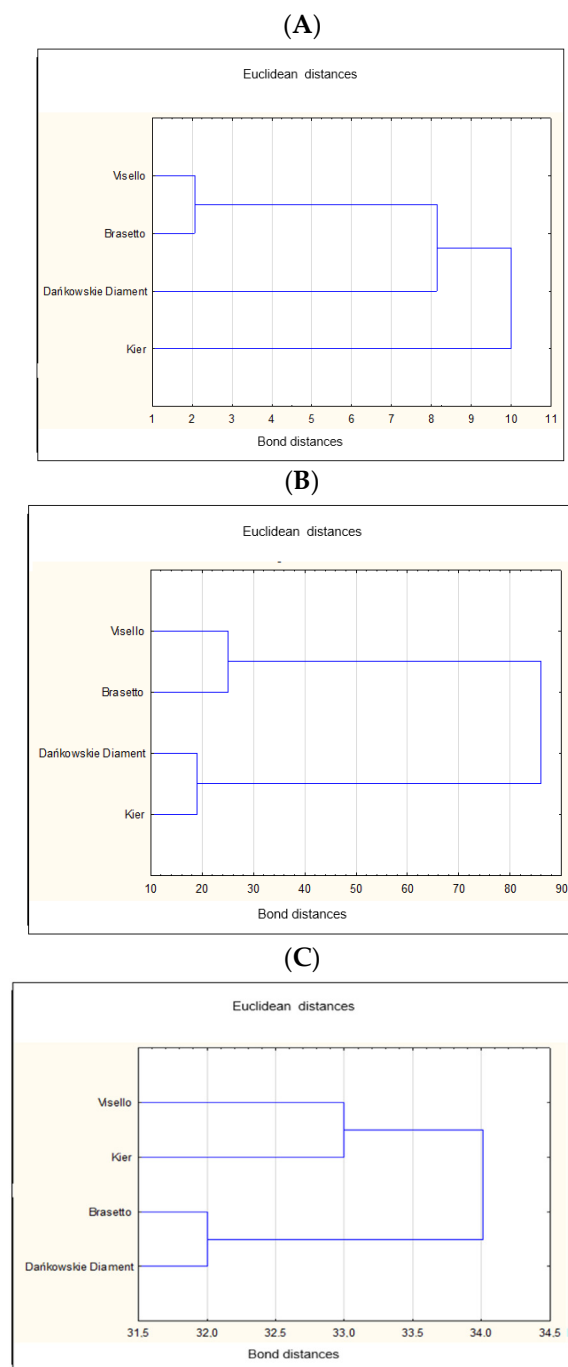 (A)
Euclidean distances
Visello
Brasetto
Dańkowskie Diament
Kier
1 2 3 4 5 6 7 8 9 10 11
Bond distances
(B)
Euclidean distances
Visello
Brasetto
Dańkowskie Diament
Kier
10 20 30 40 50 60 70 80 90
Bond distances
(C)
Euclidean distances
Visello
Kier
Brasetto
Dańkowskie Diament
31.5 32.0 32.5 33.0 33.5 34.0 34.5
Bond distances